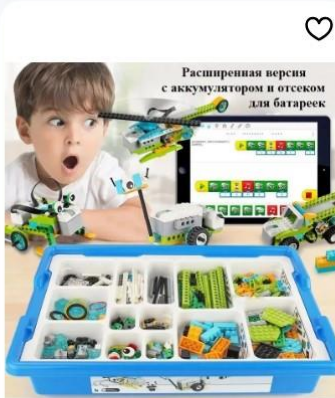 Расширенная версия
с аккумулятором и отсеком
для батареек